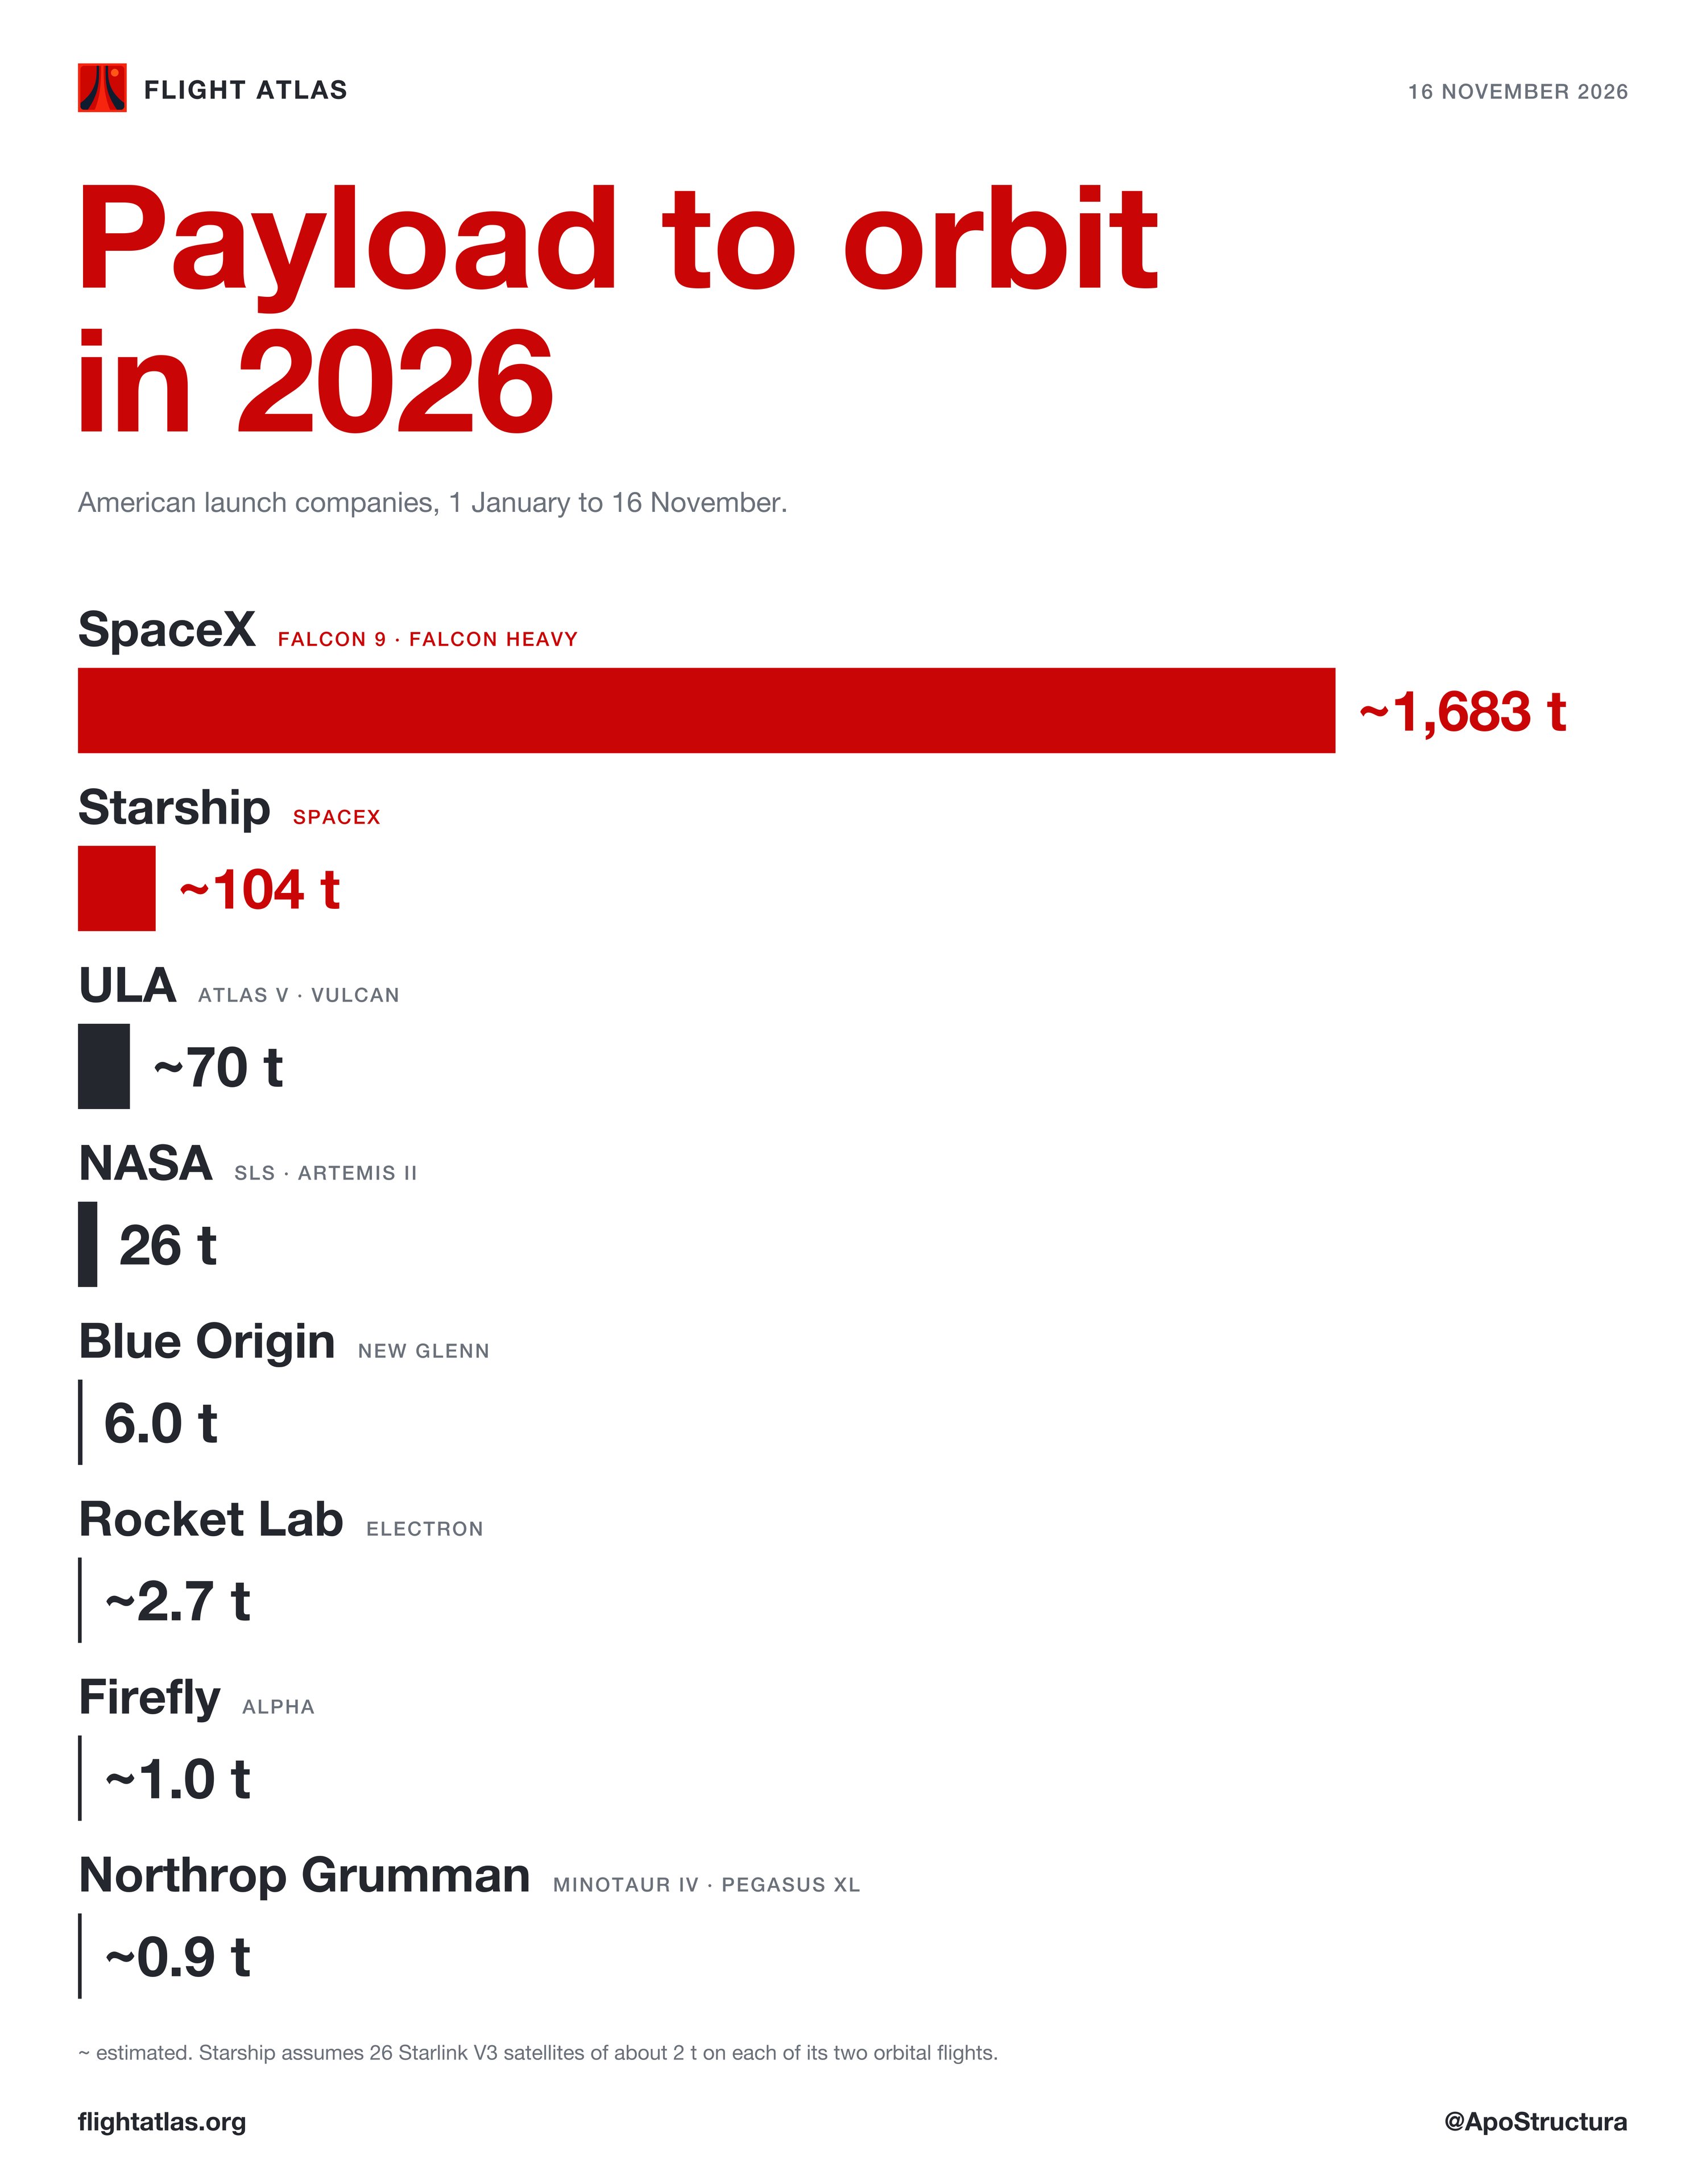 FLIGHT ATLAS
16 NOVEMBER 2026
Payload to orbit
in 2026
American launch companies, 1 January to 16 November.
SpaceX FALCON 9 · FALCON HEAVY
~1,683 t
Starship SPACEX
~104 t
ULA ATLAS V · VULCAN
~70 t
NASA SLS · ARTEMIS II
26 t
Blue Origin NEW GLENN
6.0 t
Rocket Lab ELECTRON
~2.7 t
Firefly ALPHA
~1.0 t
Northrop Grumman MINOTAUR IV · PEGASUS XL
~0.9 t
~ estimated. Starship assumes 26 Starlink V3 satellites of about 2 t on each of its two orbital flights.
flightatlas.org
@ApoStructura